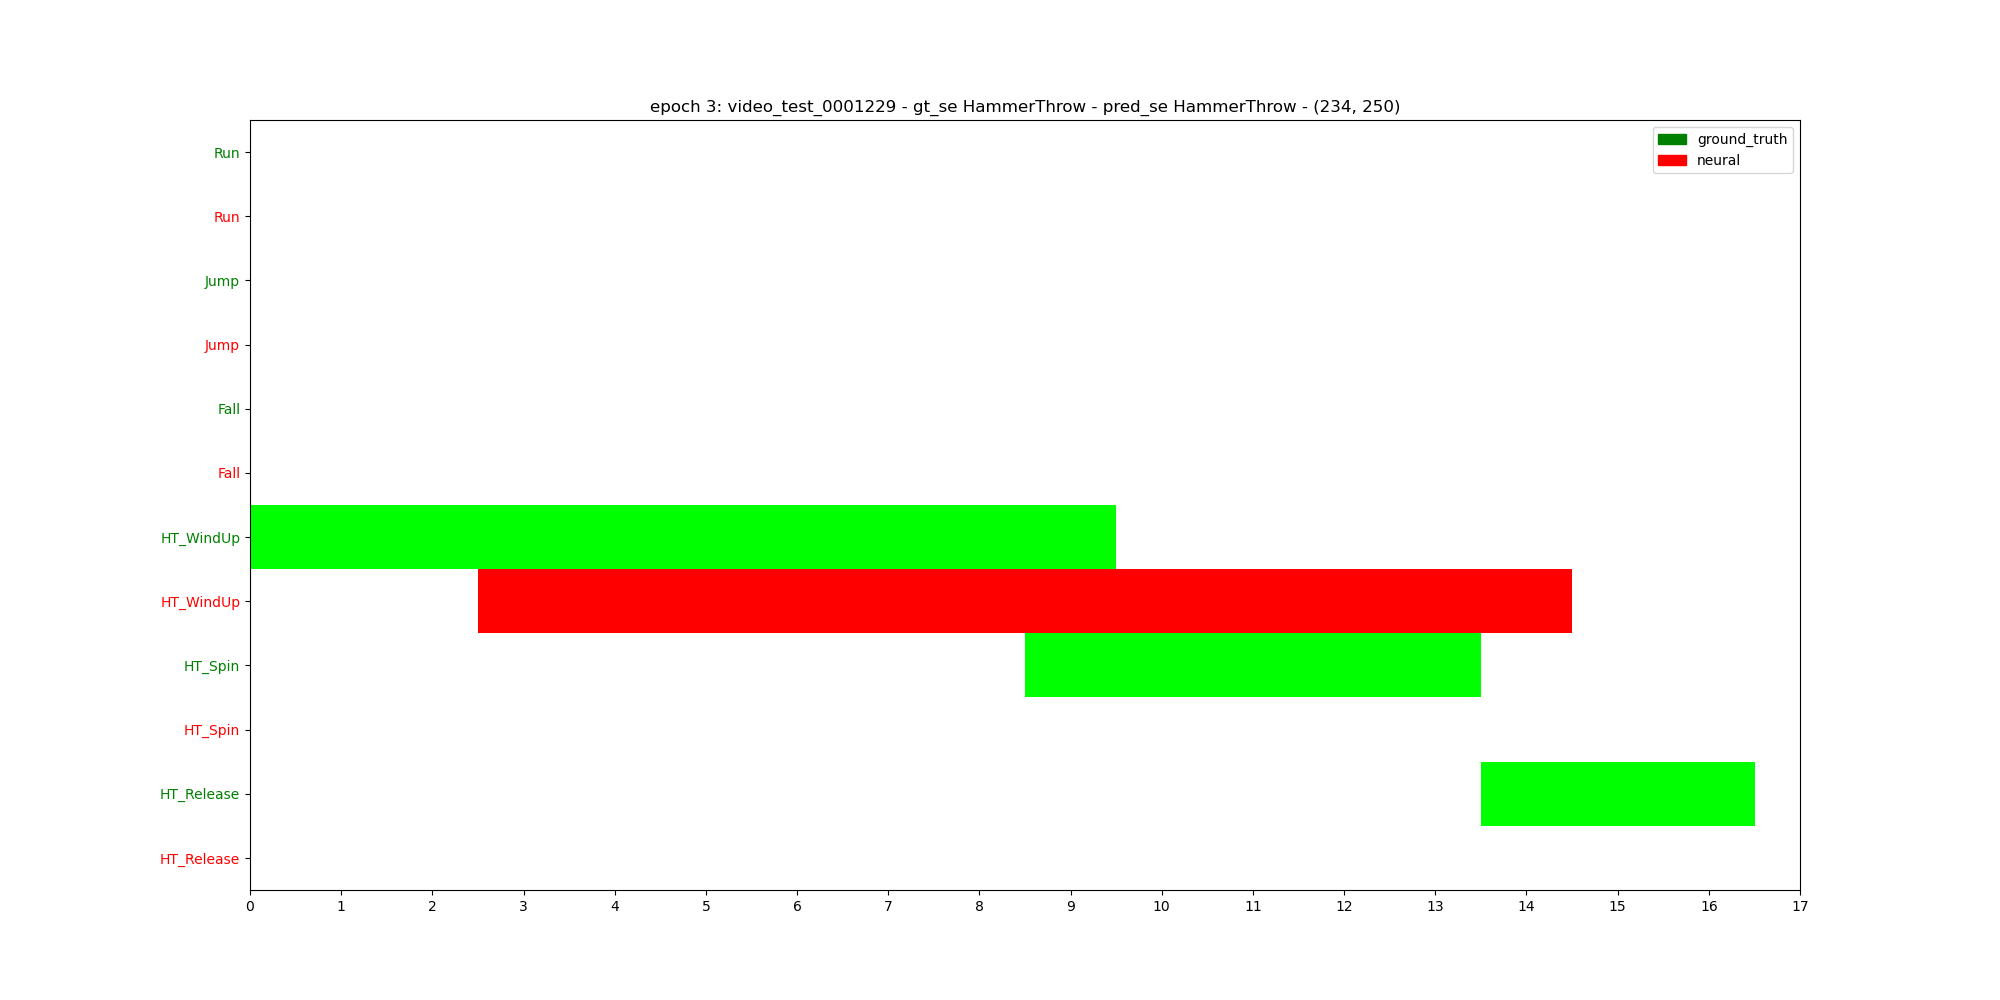 epoch 3: video_test_0001229 - gt_se HammerThrow - pred_se HammerThrow - (234, 250)
ground_truth
neural
Run
Run
Jump
Jump
Fall
Fall
HT_WindUp
HT_WindUp
HT_Spin
HT_Spin
HT_Release
HT_Release
0 1 2 3 4 5 6 7 8 9 10 11 12 13 14 15 16 17